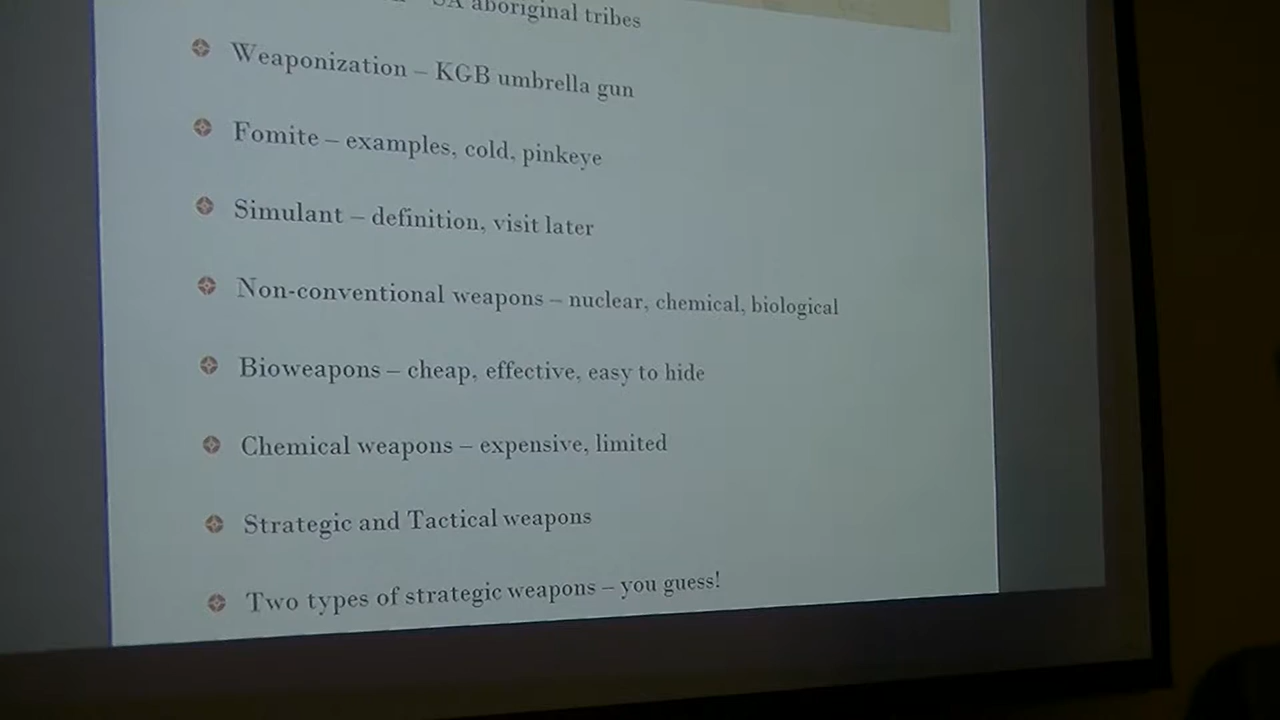 SA aboriginal tribes
Weaponization – KGB umbrella gun
Fomite – examples, cold, pinkeye
Simulant – definition, visit later
Non-conventional weapons – nuclear, chemical, biological
Bioweapons – cheap, effective, easy to hide
Chemical weapons – expensive, limited
Strategic and Tactical weapons
Two types of strategic weapons – you guess!